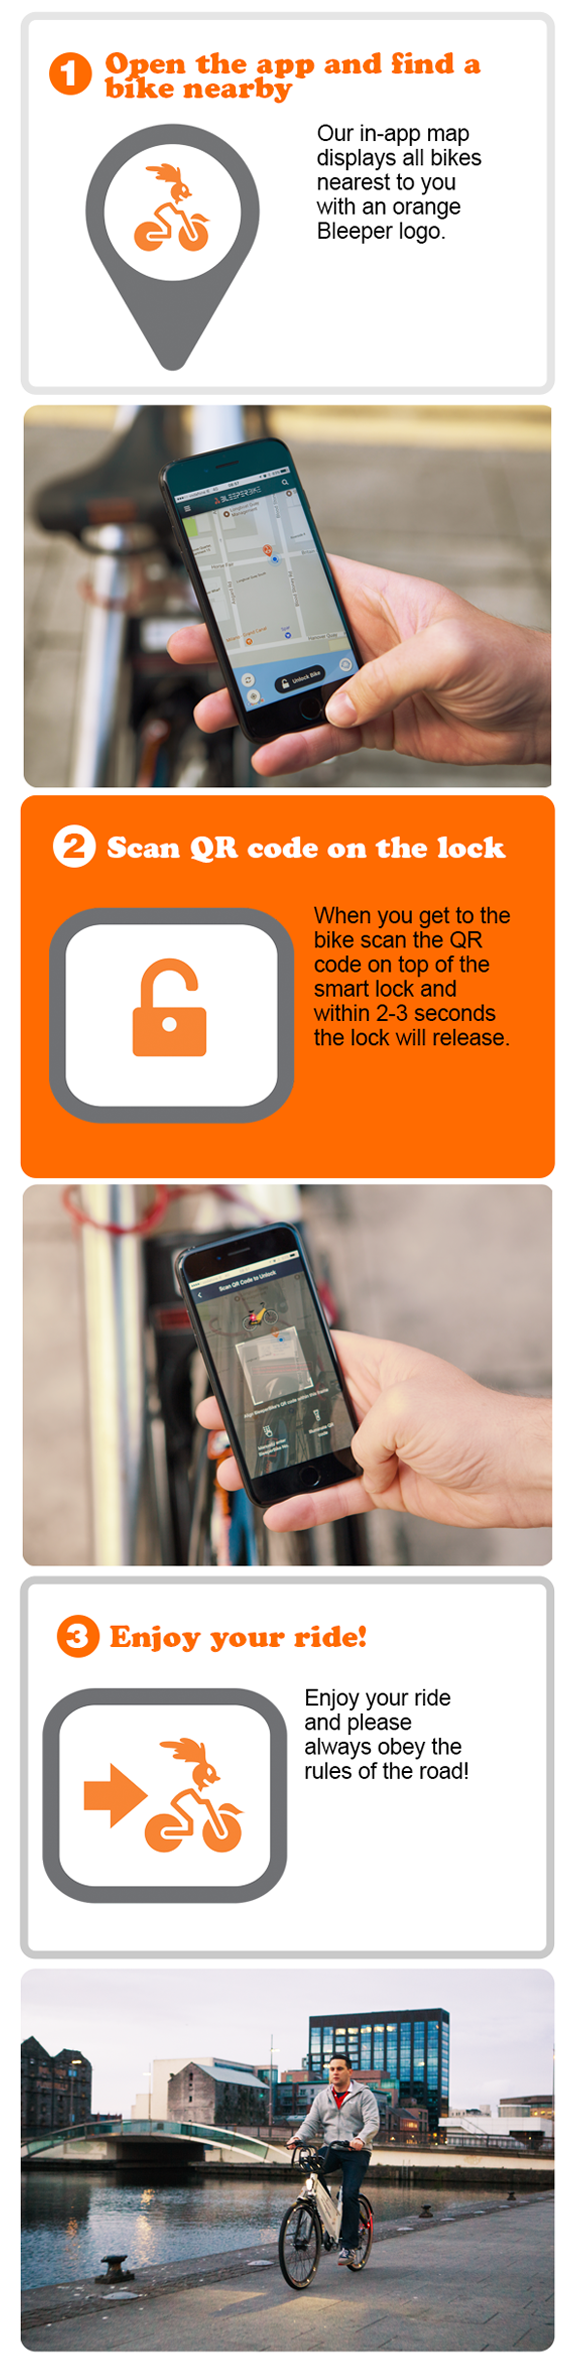 1 Open the app and find a
bike nearby
Our in-app map
displays all bikes
nearest to you
with an orange
Bleeper logo.
BLEEPERBIKE
Unlock Bike
2 Scan QR code on the lock
When you get to the
bike scan the QR
code on top of the
smart lock and
within 2-3 seconds
the lock will release.
Scan QR Code to Unlock
3 Enjoy your ride!
Enjoy your ride
and please
always obey the
rules of the road!